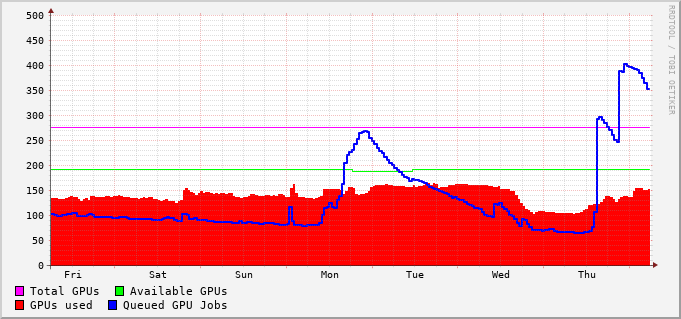 RRDTOOL / TOBI OETIKER
500
450
400
350
300
250
200
150
100
50
0
Fri Sat Sun Mon Tue Wed Thu
Total GPUs Available GPUs
GPUs used Queued GPU Jobs